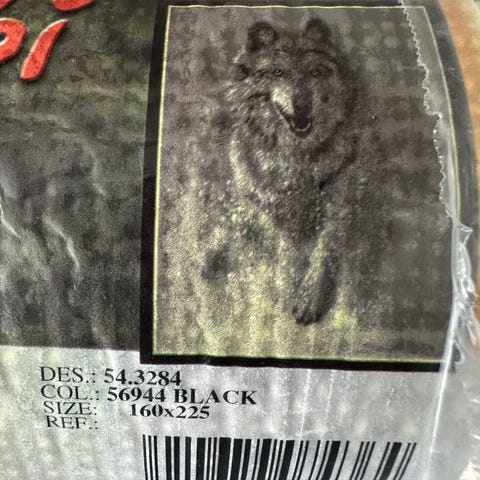 DES.: 54.3284
COL.: 56944 BLACK
SIZE: 160x225
REF.: